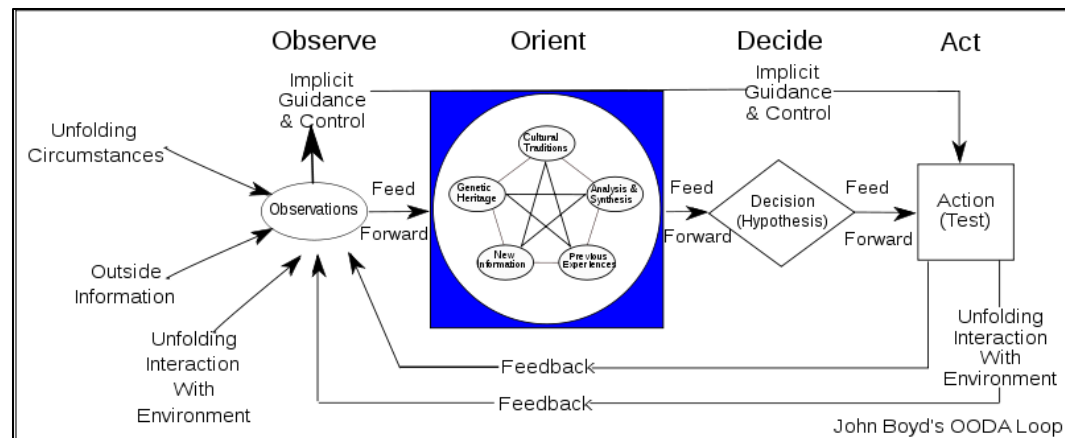 Observe
Orient
Decide
Act
Implicit
Guidance
& Control
Implicit
Guidance
& Control
Unfolding
Circumstances
Observations
Feed
Forward
Cultural
Traditions
Genetic
Heritage
Analysis &
Synthesis
New
Information
Previous
Experiences
Feed
Forward
Decision
(Hypothesis)
Feed
Forward
Action
(Test)
Outside
Information
Unfolding
Interaction
With
Environment
Feedback
Feedback
Unfolding
Interaction
With
Environment
John Boyd's OODA Loop